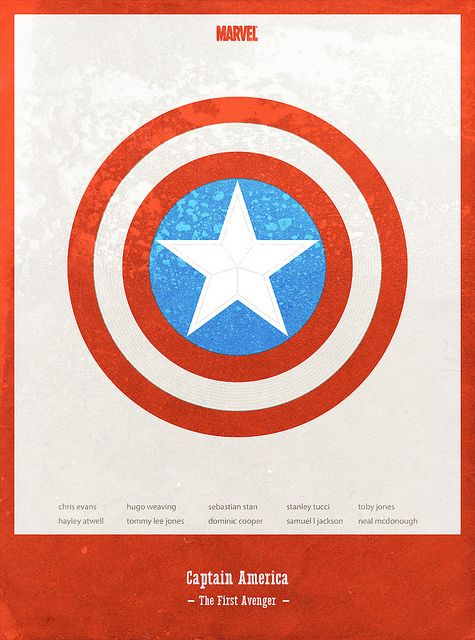 MARVEL
chris evans hugo weaving sebastian stan stanley tucci toby jones
hayley atwell tommy lee jones dominic cooper samuel l jackson neal mcdonough
Captain America
– The First Avenger –